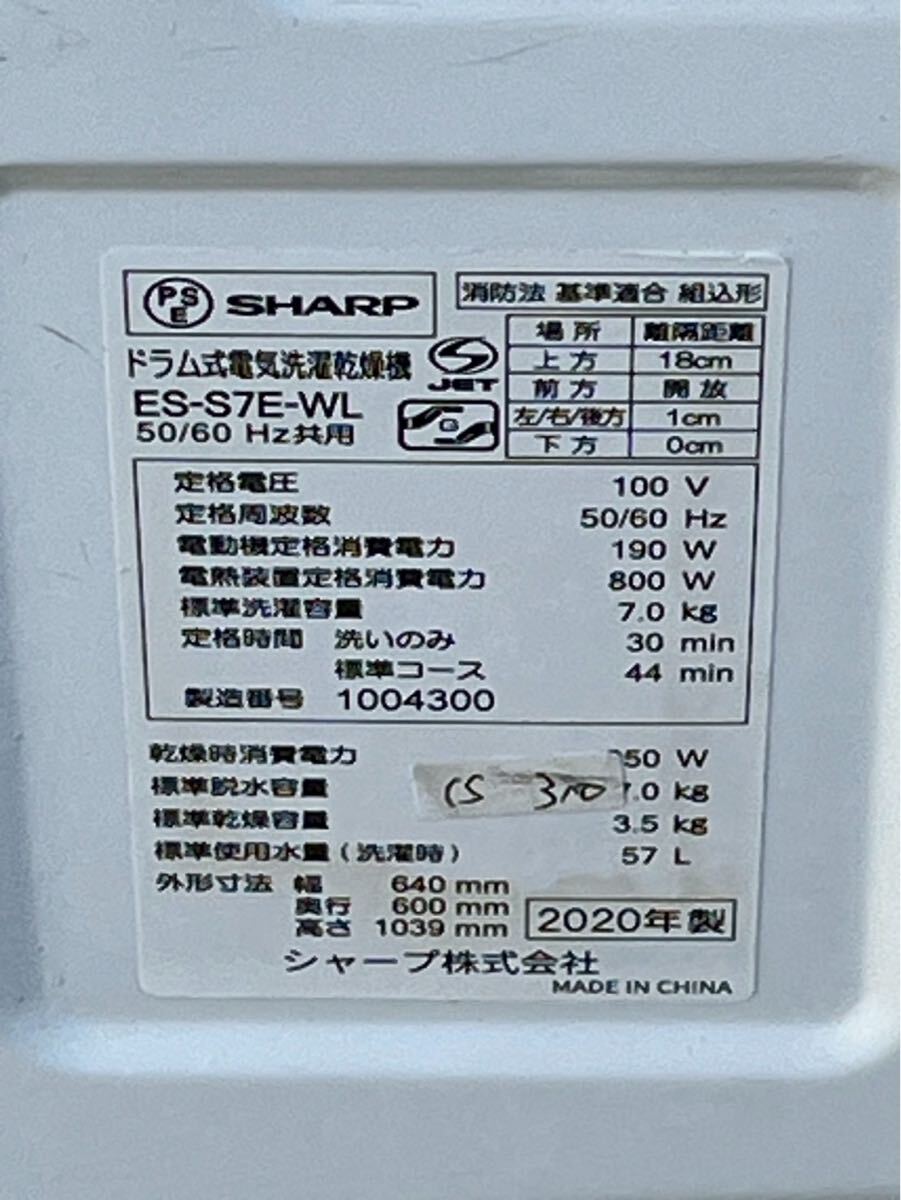 PSE SHARP
ドラム式電気洗濯乾燥機
ES-S7E-WL
50/60 Hz共用
S JET
G
消防法 基準適合 組込形
場所 離隔距離
上方 18cm
前方 開放
左/右/後方 1cm
下方 0cm
定格電圧 100 V
定格周波数 50/60 Hz
電動機定格消費電力 190 W
電熱装置定格消費電力 800 W
標準洗濯容量 7.0 kg
定格時間 洗いのみ 30 min
標準コース 44 min
製造番号 1004300
乾燥時消費電力 50 W
標準脱水容量 .0 kg
標準乾燥容量 3.5 kg
標準使用水量(洗濯時) 57 L
外形寸法 幅 640 mm
奥行 600 mm
高さ 1039 mm
2020年製
シャープ株式会社
MADE IN CHINA